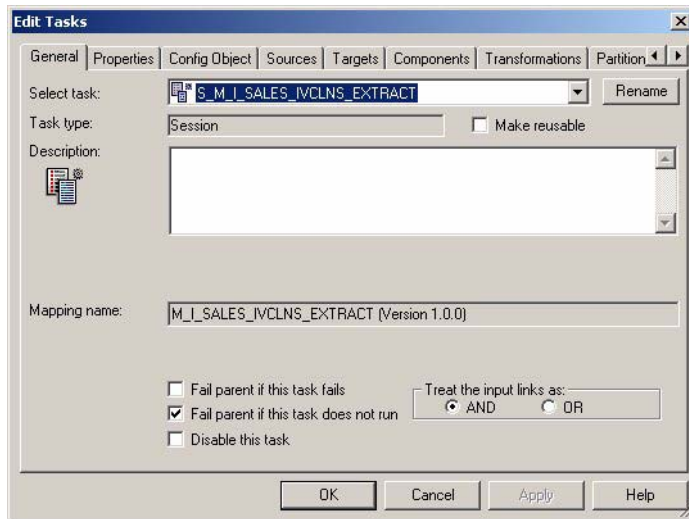 Edit Tasks
General Properties Config Object Sources Targets Components Transformations Partition
Select task: S_M_I_SALES_IVCLNS_EXTRACT Rename
Task type: Session Make reusable
Description:
Mapping name: M_I_SALES_IVCLNS_EXTRACT (Version 1.0.0)
Fail parent if this task fails Treat the input links as:
Fail parent if this task does not run AND OR
Disable this task
OK Cancel Apply Help